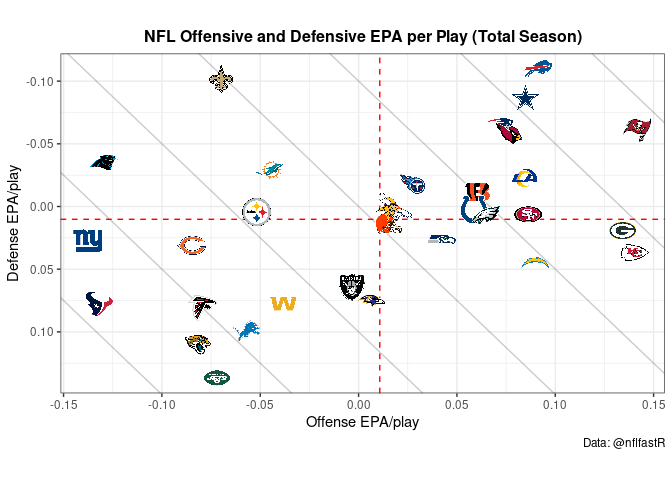 NFL Offensive and Defensive EPA per Play (Total Season)
-0.10
-0.05
0.00
0.05
0.10
Defense EPA/play
-0.15
-0.10
-0.05
0.00
0.05
0.10
0.15
Offense EPA/play
Data: @nflfastR
ny
W